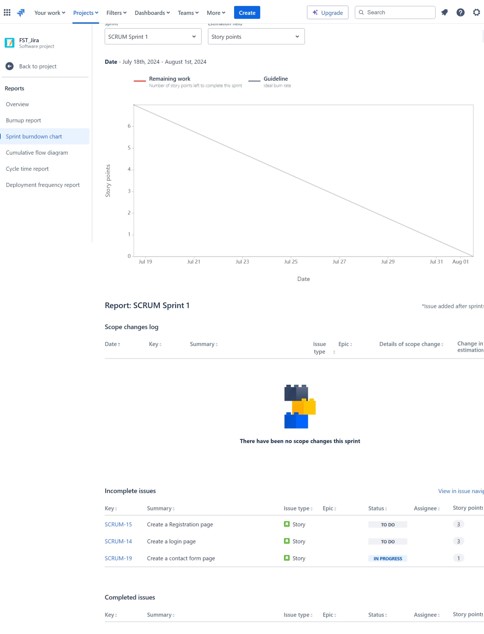 Your work Projects Filters Dashboards Teams More Create Upgrade Search
FST_Jira
Software project
Back to project
Reports
Overview
Burnup report
Sprint burndown chart
Cumulative flow diagram
Cycle time report
Deployment frequency report
SCRUM Sprint 1 Story points
Date - July 18th, 2024 - August 1st, 2024
Remaining work Guideline
Number of story points left to complete this sprint Ideal burn rate
Story points
6
5
4
3
2
1
0
Jul 19 Jul 21 Jul 23 Jul 25 Jul 27 Jul 29 Jul 31 Aug 01
Date
Report: SCRUM Sprint 1
*Issue added after sprint
Scope changes log
Date Key Summary Issue type Epic Details of scope change Change in estimation
There have been no scope changes this sprint
Incomplete issues
View in issue navi
Key Summary Issue type Epic Status Assignee Story point
SCRUM-15 Create a Registration page Story TO DO 3
SCRUM-14 Create a login page Story TO DO 3
SCRUM-19 Create a contact form page Story IN PROGRESS 1
Completed issues
Key Summary Issue type Epic Status Assignee Story point